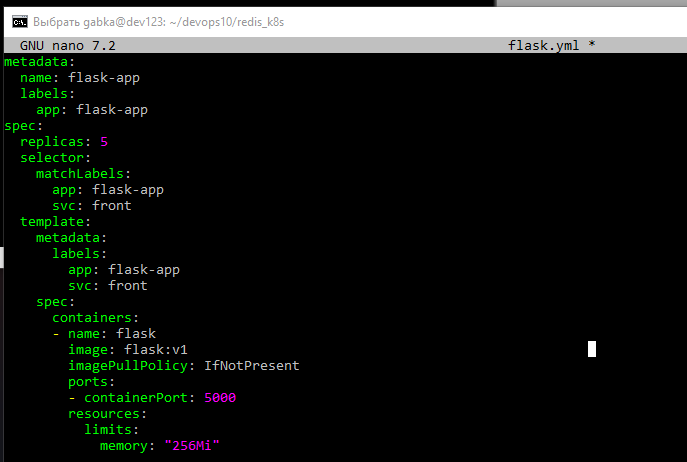 Выбрать gabka@dev123: ~/devops10/redis_k8s
GNU nano 7.2 flask.yml *
metadata:
  name: flask-app
  labels:
    app: flask-app
spec:
  replicas: 5
  selector:
    matchLabels:
      app: flask-app
      svc: front
  template:
    metadata:
      labels:
        app: flask-app
        svc: front
    spec:
      containers:
      - name: flask
        image: flask:v1
        imagePullPolicy: IfNotPresent
        ports:
        - containerPort: 5000
        resources:
          limits:
            memory: "256Mi"